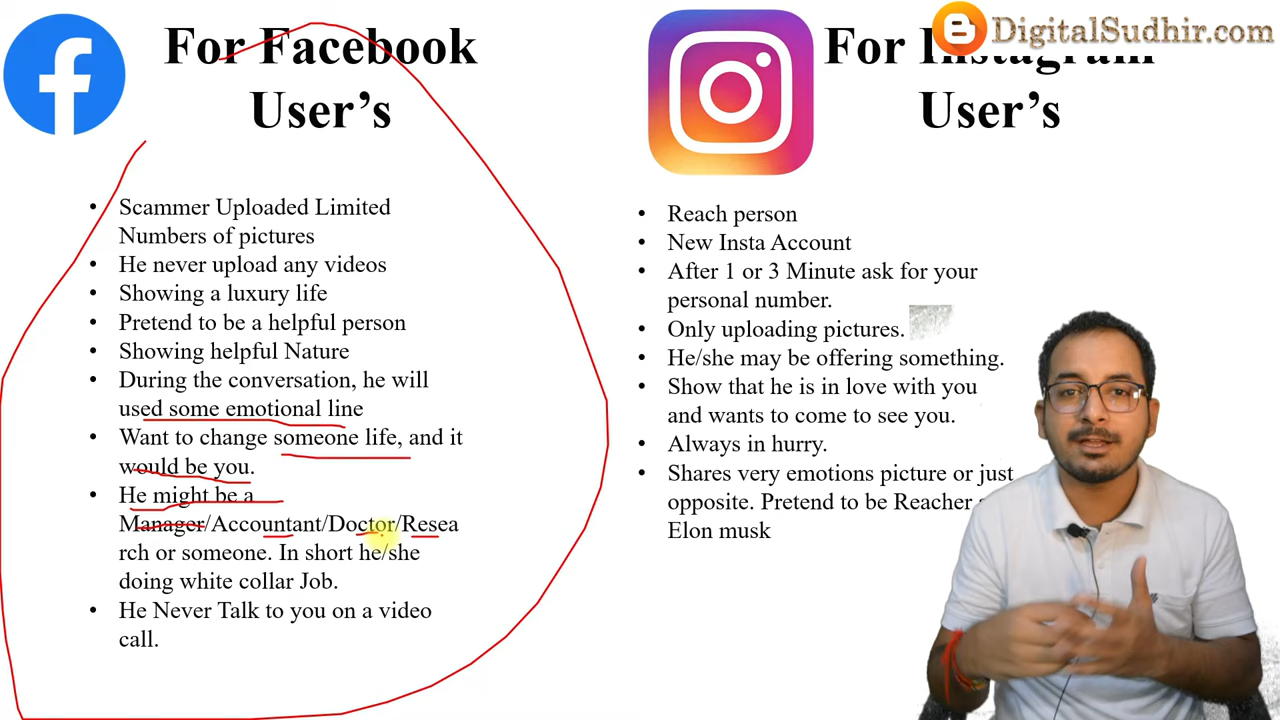 For Facebook
User's
Scammer Uploaded Limited
Numbers of pictures
He never upload any videos
Showing a luxury life
Pretend to be a helpful person
Showing helpful Nature
During the conversation, he will
used some emotional line
Want to change someone life, and it
would be you.
He might be a
Manager/Accountant/Doctor/Resea
rch or someone. In short he/she
doing white collar Job.
He Never Talk to you on a video
call.
DigitalSudhir.com
For Instagram
User's
Reach person
New Insta Account
After 1 or 3 Minute ask for your
personal number.
Only uploading pictures.
He/she may be offering something.
Show that he is in love with you
and wants to come to see you.
Always in hurry.
Shares very emotions picture or just
opposite. Pretend to be Reacher
Elon musk